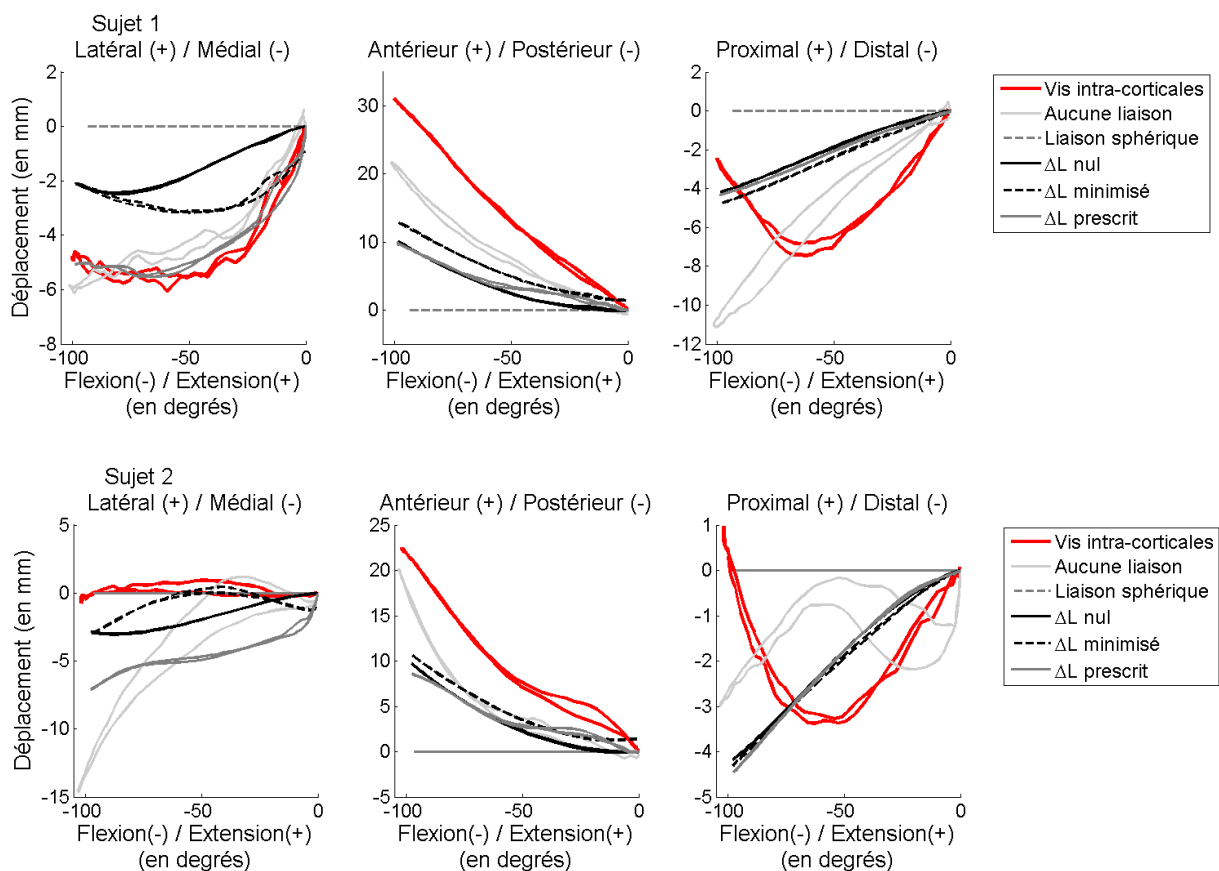 Sujet 1
Latéral (+) / Médial (-)
Antérieur (+) / Postérieur (-)
Proximal (+) / Distal (-)
Déplacement (en mm)
2
0
-2
-4
-6
-8
-100
-50
0
Flexion(-) / Extension(+)
(en degrés)
30
20
10
0
-100
-50
0
Flexion(-) / Extension(+)
(en degrés)
2
0
-2
-4
-6
-8
-10
-12
-100
-50
0
Flexion(-) / Extension(+)
(en degrés)
Vis intra-corticales
Aucune liaison
Liaison sphérique
ΔL nul
ΔL minimisé
ΔL prescrit
Sujet 2
Latéral (+) / Médial (-)
Antérieur (+) / Postérieur (-)
Proximal (+) / Distal (-)
Déplacement (en mm)
5
0
-5
-10
-15
-100
-50
0
Flexion(-) / Extension(+)
(en degrés)
25
20
15
10
5
0
-5
-100
-50
0
Flexion(-) / Extension(+)
(en degrés)
1
0
-1
-2
-3
-4
-5
-100
-50
0
Flexion(-) / Extension(+)
(en degrés)
Vis intra-corticales
Aucune liaison
Liaison sphérique
ΔL nul
ΔL minimisé
ΔL prescrit